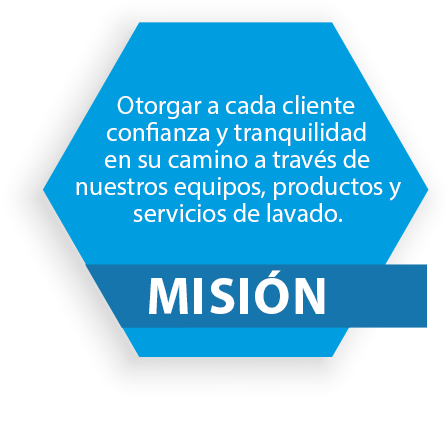 Otorgar a cada cliente
confianza y tranquilidad
en su camino a través de
nuestros equipos, productos y
servicios de lavado.
MISIÓN